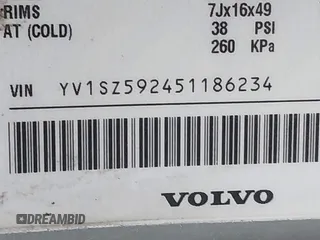 RIMS 7Jx16x49
AT (COLD) 38 PSI
260 KPa
VIN YV1SZ592451186234
VOLVO
DREAMBID